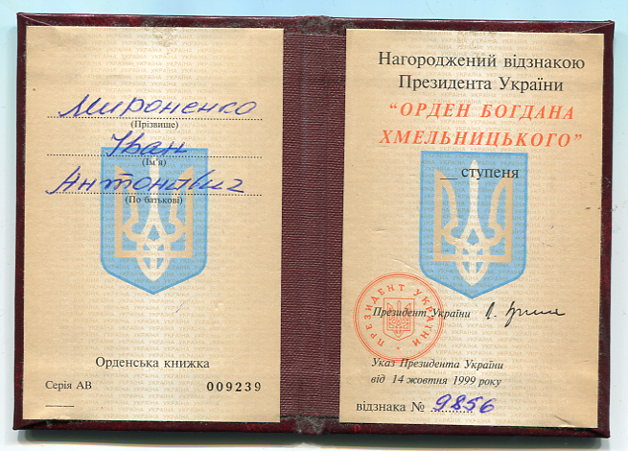 Мироненко
(Прізвище)
Іван
(Ім'я)
Антонович
(По батькові)
Орденська книжка
Серія АВ 009239
Нагороджений відзнакою
Президента України
“ОРДЕН БОГДАНА
ХМЕЛЬНИЦЬКОГО”
ступеня
ПРЕЗИДЕНТ УКРАЇНИ
Президент України
Указ Президента України
від 14 жовтня 1999 року
відзнака № 9856